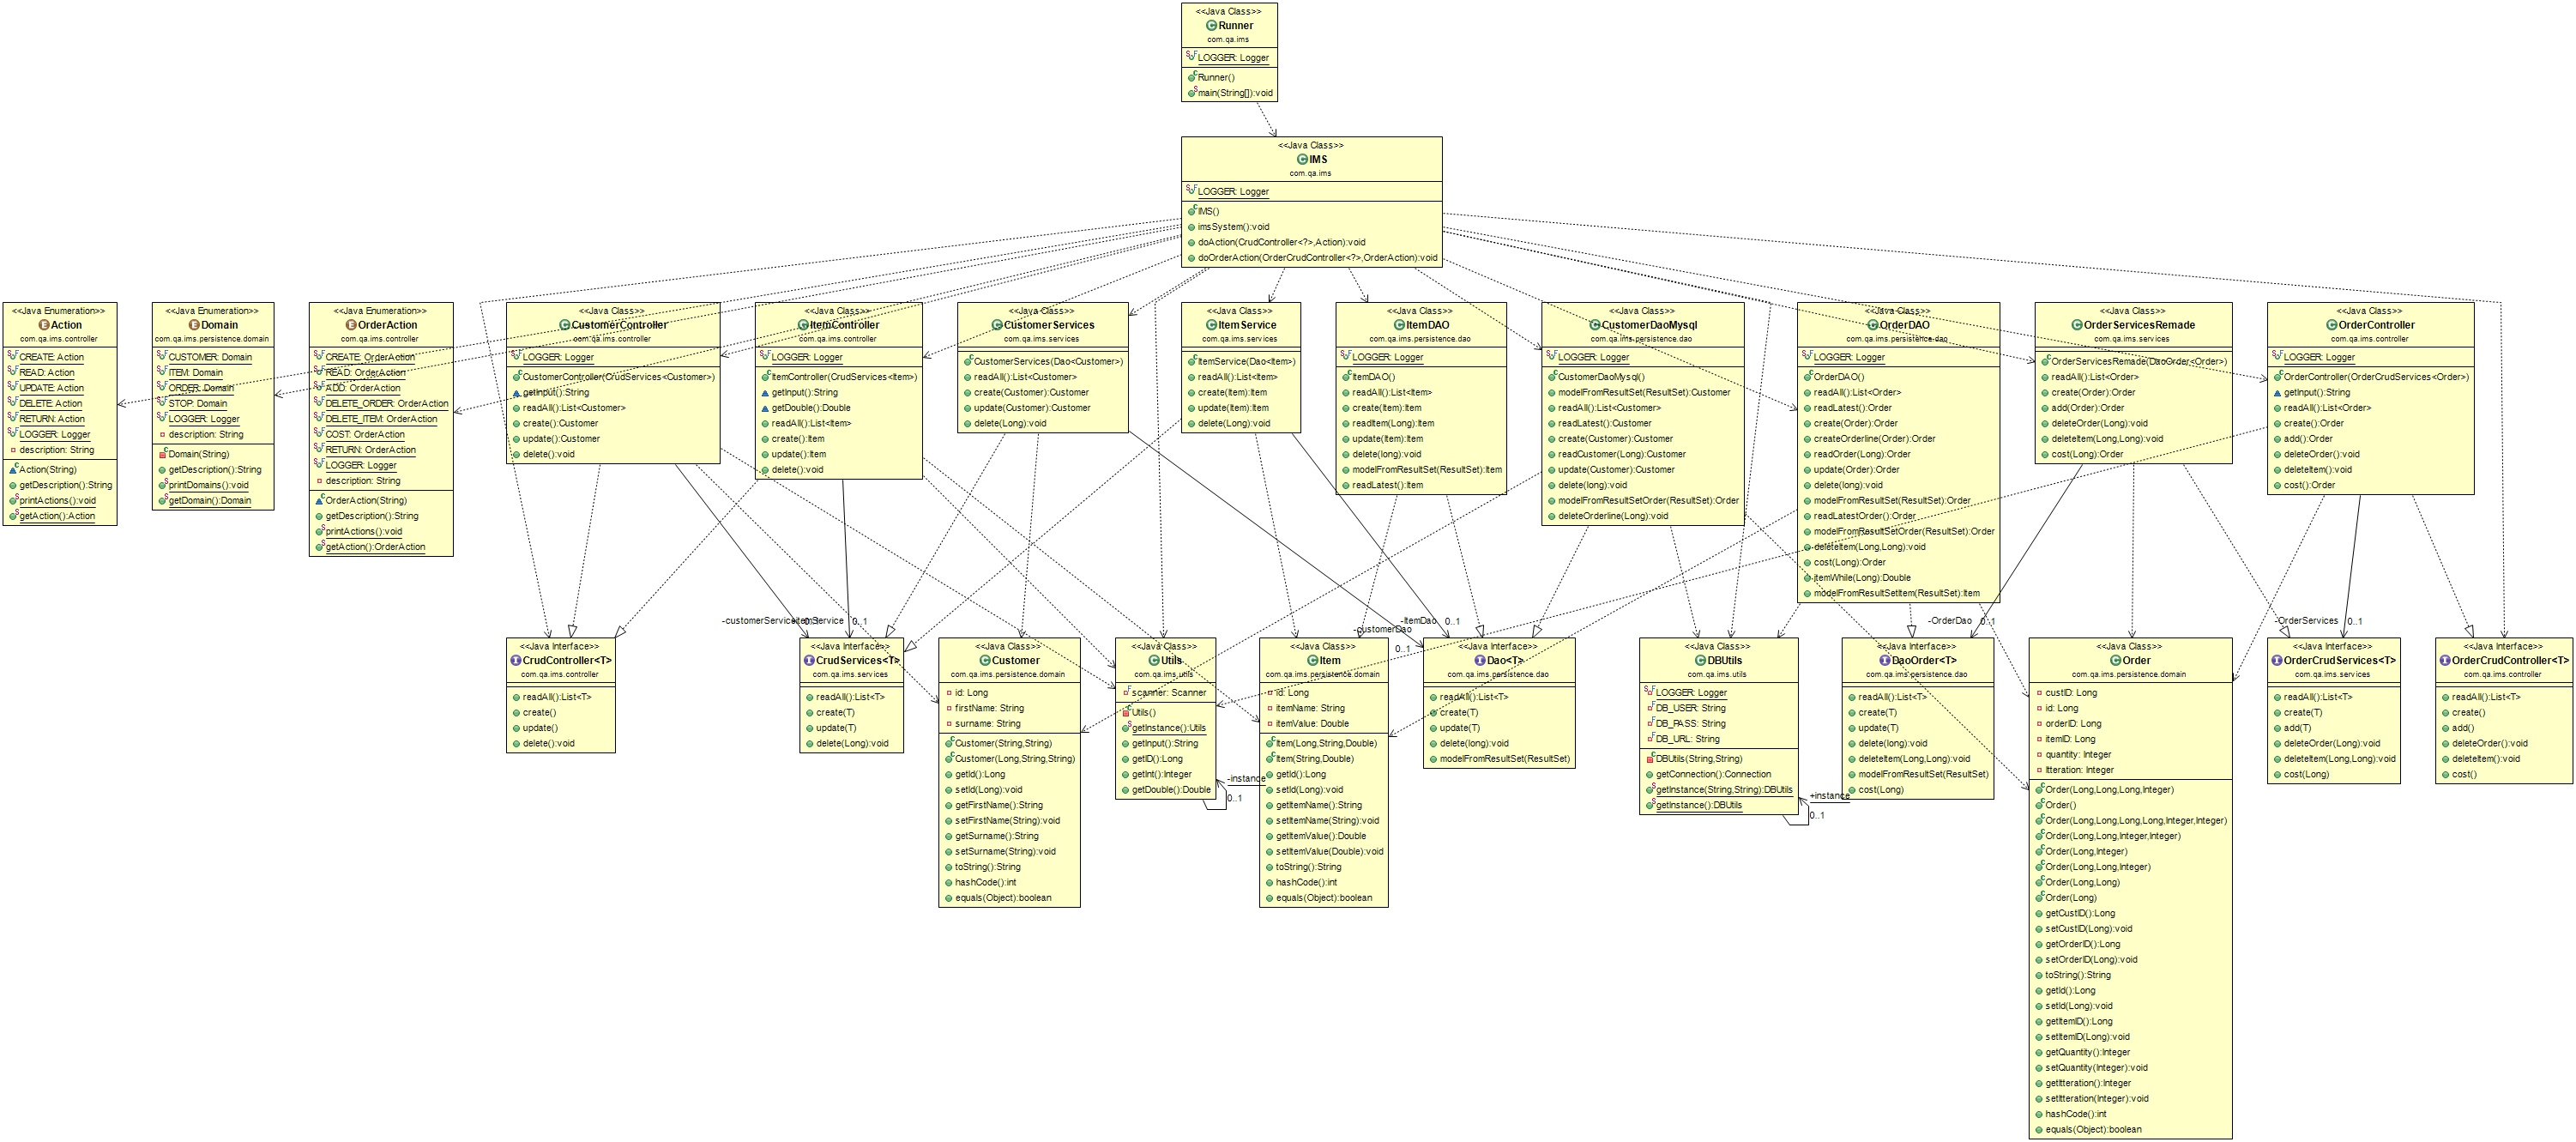 <<Java Class>>
Runner
com.qa.ims
LOGGER: Logger
Runner()
main(String[]):void
<<Java Class>>
IMS
com.qa.ims
LOGGER: Logger
IMS()
imsSystem():void
doAction(CrudController<?>,Action):void
doOrderAction(OrderCrudController<?>,OrderAction):void
<<Java Enumeration>>
Action
com.qa.ims.controller
CREATE: Action
READ: Action
UPDATE: Action
DELETE: Action
RETURN: Action
LOGGER: Logger
description: String
Action(String)
getDescription():String
printActions():void
getAction():Action
<<Java Enumeration>>
Domain
com.qa.ims.persistence.domain
CUSTOMER: Domain
ITEM: Domain
ORDER: Domain
STOP: Domain
LOGGER: Logger
description: String
Domain(String)
getDescription():String
printDomains():void
getDomain():Domain
<<Java Enumeration>>
OrderAction
com.qa.ims.controller
CREATE: OrderAction
READ: OrderAction
ADD: OrderAction
DELETE_ORDER: OrderAction
DELETE_ITEM: OrderAction
COST: OrderAction
RETURN: OrderAction
LOGGER: Logger
description: String
OrderAction(String)
getDescription():String
printActions():void
getAction():OrderAction
<<Java Class>>
CustomerController
com.qa.ims.controller
LOGGER: Logger
CustomerController(CrudServices<Customer>)
getInput():String
readAll():List<Customer>
create():Customer
update():Customer
delete():void
<<Java Class>>
ItemController
com.qa.ims.controller
LOGGER: Logger
ItemController(CrudServices<Item>)
getInput():String
getDouble():Double
readAll():List<Item>
create():Item
update():Item
delete():void
<<Java Class>>
CustomerServices
com.qa.ims.services
CustomerServices(Dao<Customer>)
readAll():List<Customer>
create(Customer):Customer
update(Customer):Customer
delete(Long):void
<<Java Class>>
ItemService
com.qa.ims.services
ItemService(Dao<Item>)
readAll():List<Item>
create(Item):Item
update(Item):Item
delete(Long):void
<<Java Class>>
ItemDAO
com.qa.ims.persistence.dao
LOGGER: Logger
ItemDAO()
readAll():List<Item>
create(Item):Item
readItem(Long):Item
update(Item):Item
delete(long):void
modelFromResultSet(ResultSet):Item
readLatest():Item
<<Java Class>>
CustomerDaoMysql
com.qa.ims.persistence.dao
LOGGER: Logger
CustomerDaoMysql()
modelFromResultSet(ResultSet):Customer
readAll():List<Customer>
readLatest():Customer
create(Customer):Customer
readCustomer(Long):Customer
update(Customer):Customer
delete(long):void
modelFromResultSetOrder(ResultSet):Order
deleteOrderline(Long):void
<<Java Class>>
OrderDAO
com.qa.ims.persistence.dao
LOGGER: Logger
OrderDAO()
readAll():List<Order>
readLatest():Order
create(Order):Order
createOrderline(Order):Order
readOrder(Long):Order
update(Order):Order
delete(long):void
modelFromResultSet(ResultSet):Order
readLatestOrder():Order
modelFromResultSetOrder(ResultSet):Order
deleteItem(Long,Long):void
cost(Long):Order
itemWhile(Long):Double
modelFromResultSetItem(ResultSet):Item
<<Java Class>>
OrderServicesRemade
com.qa.ims.services
OrderServicesRemade(DaoOrder<Order>)
readAll():List<Order>
create(Order):Order
add(Order):Order
deleteOrder(Long):void
deleteItem(Long,Long):void
cost(Long):Order
<<Java Class>>
OrderController
com.qa.ims.controller
LOGGER: Logger
OrderController(OrderCrudServices<Order>)
getInput():String
readAll():List<Order>
create():Order
add():Order
deleteOrder():void
deleteItem():void
cost():Order
-customerService
0..1
-ItemDao
0..1
-customerDao
0..1
-OrderDao
0..1
-OrderServices
0..1
<<Java Interface>>
CrudController<T>
com.qa.ims.controller
readAll():List<T>
create()
update()
delete():void
<<Java Interface>>
CrudServices<T>
com.qa.ims.services
readAll():List<T>
create(T)
update(T)
delete(Long):void
<<Java Class>>
Customer
com.qa.ims.persistence.domain
id: Long
firstName: String
surname: String
Customer(String,String)
Customer(Long,String,String)
getId():Long
setId(Long):void
getFirstName():String
setFirstName(String):void
getSurname():String
setSurname(String):void
toString():String
hashCode():int
equals(Object):boolean
<<Java Class>>
Utils
com.qa.ims.utils
scanner: Scanner
Utils()
getInstance():Utils
getInput():String
getID():Long
getInt():Integer
getDouble():Double
-instance
0..1
<<Java Class>>
Item
com.qa.ims.persistence.domain
id: Long
itemName: String
itemValue: Double
Item(Long,String,Double)
Item(String,Double)
getId():Long
setId(Long):void
getItemName():String
setItemName(String):void
getItemValue():Double
setItemValue(Double):void
toString():String
hashCode():int
equals(Object):boolean
<<Java Interface>>
Dao<T>
com.qa.ims.persistence.dao
readAll():List<T>
create(T)
update(T)
delete(long):void
modelFromResultSet(ResultSet)
<<Java Class>>
DBUtils
com.qa.ims.utils
LOGGER: Logger
DB_USER: String
DB_PASS: String
DB_URL: String
DBUtils(String,String)
getConnection():Connection
getInstance(String,String):DBUtils
getInstance():DBUtils
+instance
0..1
<<Java Interface>>
DaoOrder<T>
com.qa.ims.persistence.dao
readAll():List<T>
create(T)
update(T)
delete(long):void
deleteItem(Long,Long):void
modelFromResultSet(ResultSet)
cost(Long)
<<Java Class>>
Order
com.qa.ims.persistence.domain
custID: Long
id: Long
orderID: Long
itemID: Long
quantity: Integer
Itteration: Integer
Order(Long,Long,Long,Integer)
Order()
Order(Long,Long,Long,Long,Integer,Integer)
Order(Long,Long,Integer,Integer)
Order(Long,Integer)
Order(Long,Long,Integer)
Order(Long,Long)
Order(Long)
getCustID():Long
setCustID(Long):void
getOrderID():Long
setOrderID(Long):void
toString():String
getId():Long
setId(Long):void
getItemID():Long
setItemID(Long):void
getQuantity():Integer
setQuantity(Integer):void
getItteration():Integer
setItteration(Integer):void
hashCode():int
equals(Object):boolean
<<Java Interface>>
OrderCrudServices<T>
com.qa.ims.services
readAll():List<T>
create(T)
add(T)
deleteOrder(Long):void
deleteItem(Long,Long):void
cost(Long)
<<Java Interface>>
OrderCrudController<T>
com.qa.ims.controller
readAll():List<T>
create()
add()
deleteOrder():void
deleteItem():void
cost()